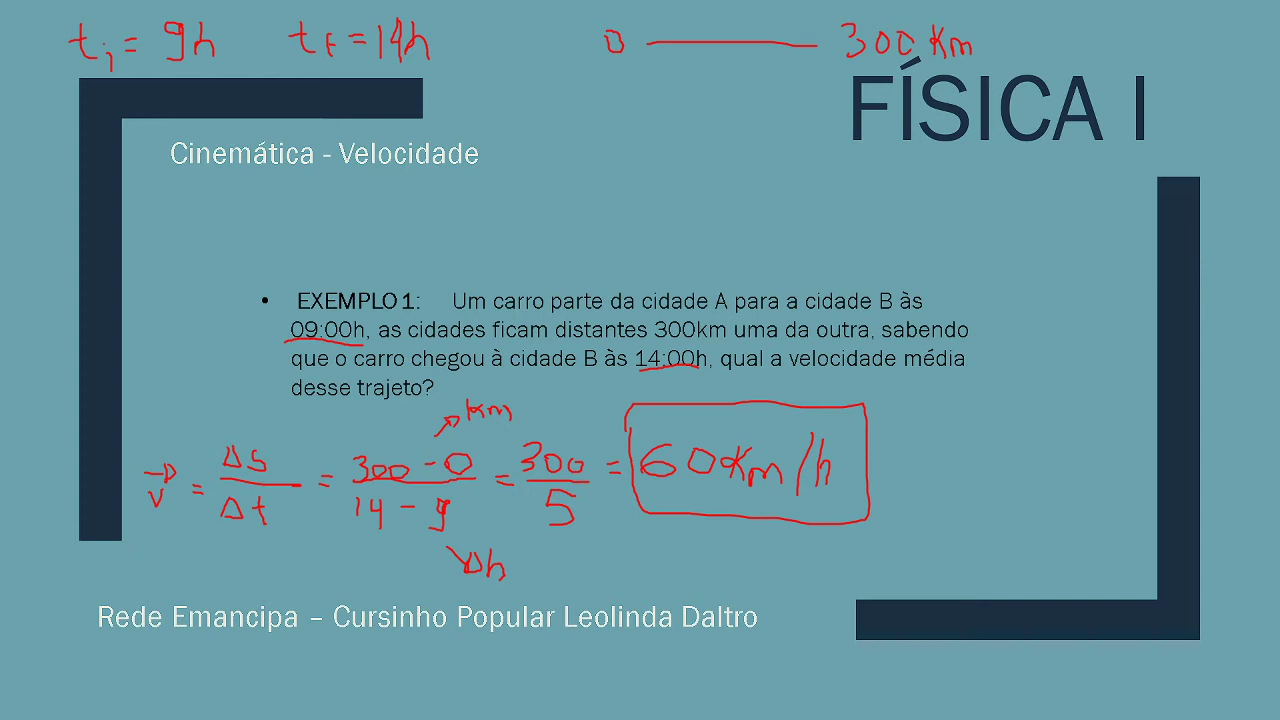 ti = 9h tf = 14h 0 — 300 Km
FÍSICA I
Cinemática - Velocidade
• EXEMPLO 1: Um carro parte da cidade A para a cidade B às
09:00h, as cidades ficam distantes 300km uma da outra, sabendo
que o carro chegou à cidade B às 14:00h, qual a velocidade média
desse trajeto?
→ km
v = ΔS/Δt = 300 - 0/14 - 9 = 300/5 = 60 Km/h
→ h
Rede Emancipa – Cursinho Popular Leolinda Daltro